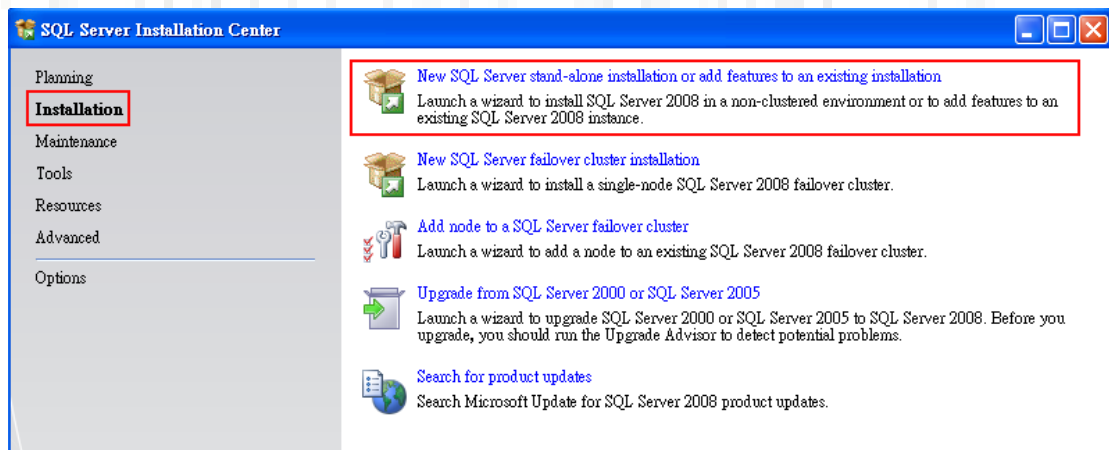 SQL Server Installation Center
Planning
Installation
Maintenance
Tools
Resources
Advanced
Options
New SQL Server stand-alone installation or add features to an existing installation
Launch a wizard to install SQL Server 2008 in a non-clustered environment or to add features to an
existing SQL Server 2008 instance.
New SQL Server failover cluster installation
Launch a wizard to install a single-node SQL Server 2008 failover cluster.
Add node to a SQL Server failover cluster
Launch a wizard to add a node to an existing SQL Server 2008 failover cluster.
Upgrade from SQL Server 2000 or SQL Server 2005
Launch a wizard to upgrade SQL Server 2000 or SQL Server 2005 to SQL Server 2008. Before you
upgrade, you should run the Upgrade Advisor to detect potential problems.
Search for product updates
Search Microsoft Update for SQL Server 2008 product updates.